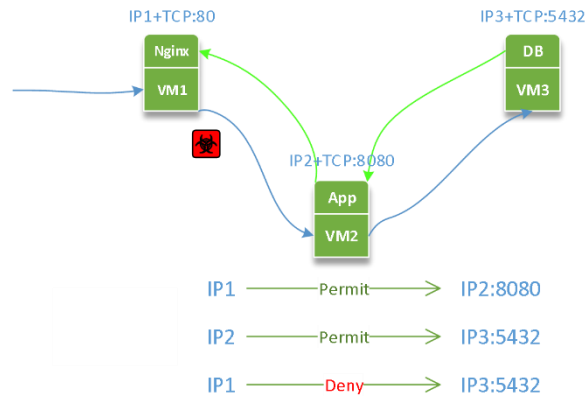 IP1+TCP:80
IP3+TCP:5432
Nginx
VM1
DB
VM3
IP2+TCP:8080
App
VM2
IP1 Permit IP2:8080
IP2 Permit IP3:5432
IP1 Deny IP3:5432